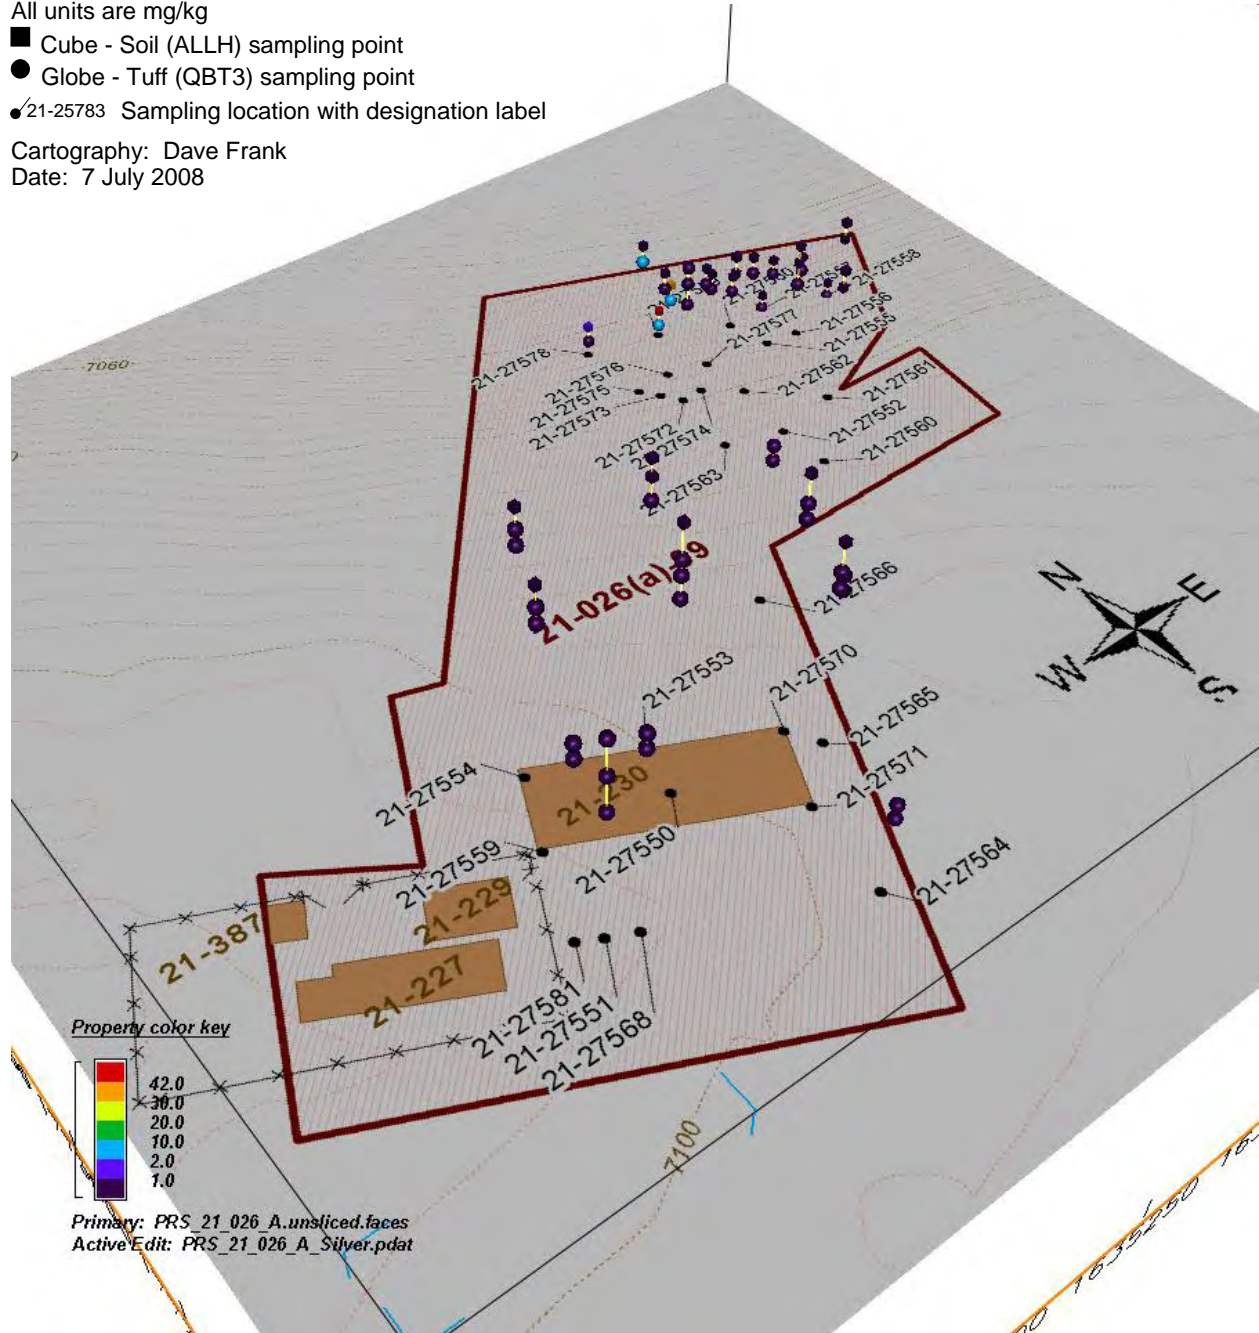 All units are mg/kg
Cube - Soil (ALLH) sampling point
Globe - Tuff (QBT3) sampling point
21-25783 Sampling location with designation label
Cartography: Dave Frank
Date: 7 July 2008
21-27558
21-27556
21-27577
21-27555
7060
21-27578
21-27576
21-27562
21-27561
21-27575
21-27573
21-27552
21-27572
21-27574
21-27560
21-27563
21-026(a)-99
21-27566
N
E
W
S
21-27553
21-27570
21-27565
21-27554
21-230
21-27571
21-27559
21-27550
21-27564
21-229
21-387
21-227
21-27581
21-27551
21-27568
7100
Property color key
42.0
30.0
20.0
10.0
2.0
1.0
Primary: PRS_21_026_A.unsliced.faces
Active Edit: PRS_21_026_A_Silver.pdat
1635250